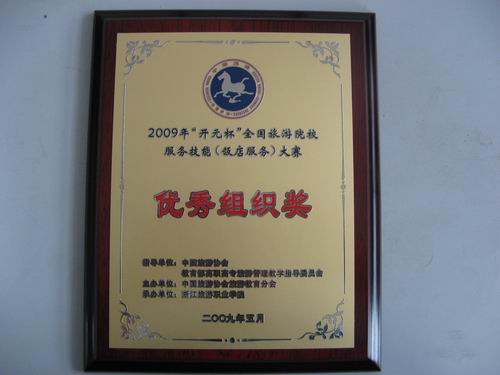 2009年“开元杯”全国旅游院校
服务技能（饭店服务）大赛
优秀组织奖
指导单位：中国旅游协会
教育部高职高专旅游管理教学指导委员会
主办单位：中国旅游协会旅游教育分会
承办单位：浙江旅游职业学院
二〇〇九年五月